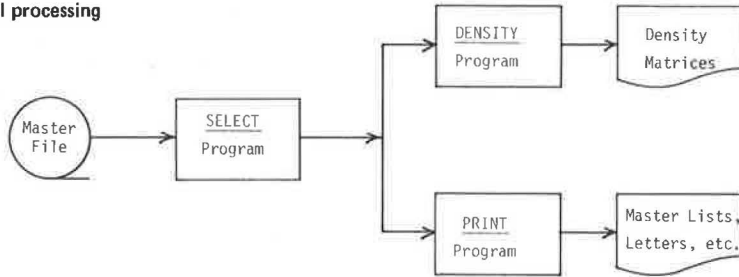 l processing
DENSITY
Program
Density
Matrices
Master
File
SELECT
Program
PRINT
Program
Master Lists,
Letters, etc.